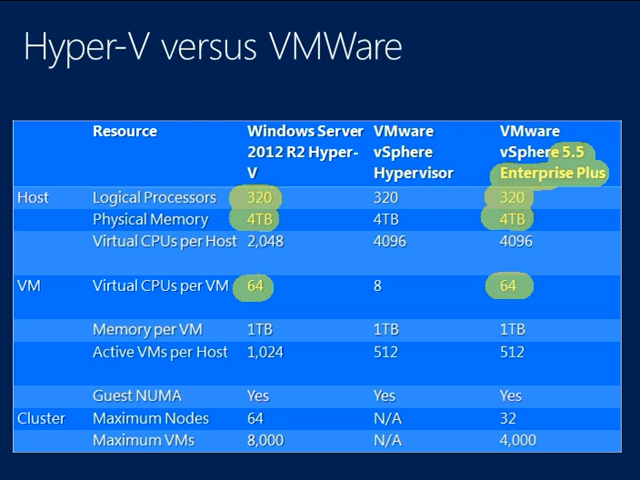 Hyper-V versus VMWare
Resource Windows Server 2012 R2 Hyper-V VMware vSphere Hypervisor VMware vSphere 5.5 Enterprise Plus
Host Logical Processors 320 320 320
Physical Memory 4TB 4TB 4TB
Virtual CPUs per Host 2,048 4096 4096
VM Virtual CPUs per VM 64 8 64
Memory per VM 1TB 1TB 1TB
Active VMs per Host 1,024 512 512
Guest NUMA Yes Yes Yes
Cluster Maximum Nodes 64 N/A 32
Maximum VMs 8,000 N/A 4,000